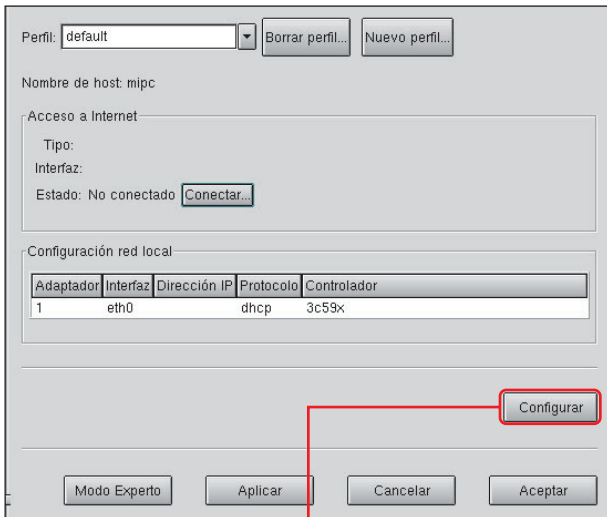 Perfil: default Borrar perfil... Nuevo perfil...
Nombre de host: mipc
Acceso a Internet
Tipo:
Interfaz:
Estado: No conectado Conectar...
Configuración red local
Adaptador Interfaz Dirección IP Protocolo Controlador
1 eth0 dhcp 3c59x
Configurar
Modo Experto Aplicar Cancelar Aceptar